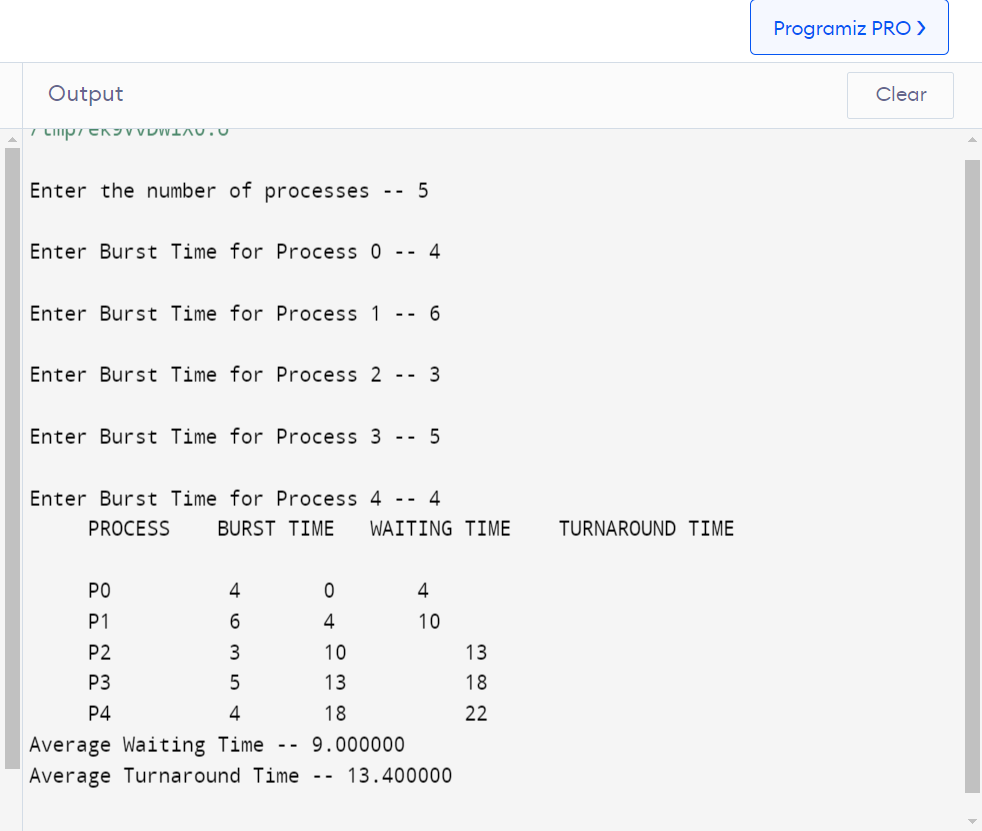 Programiz PRO ❯
Output
Clear
Enter the number of processes -- 5
Enter Burst Time for Process 0 -- 4
Enter Burst Time for Process 1 -- 6
Enter Burst Time for Process 2 -- 3
Enter Burst Time for Process 3 -- 5
Enter Burst Time for Process 4 -- 4
PROCESS BURST TIME WAITING TIME TURNAROUND TIME
P0 4 0 4
P1 6 4 10
P2 3 10 13
P3 5 13 18
P4 4 18 22
Average Waiting Time -- 9.000000
Average Turnaround Time -- 13.400000